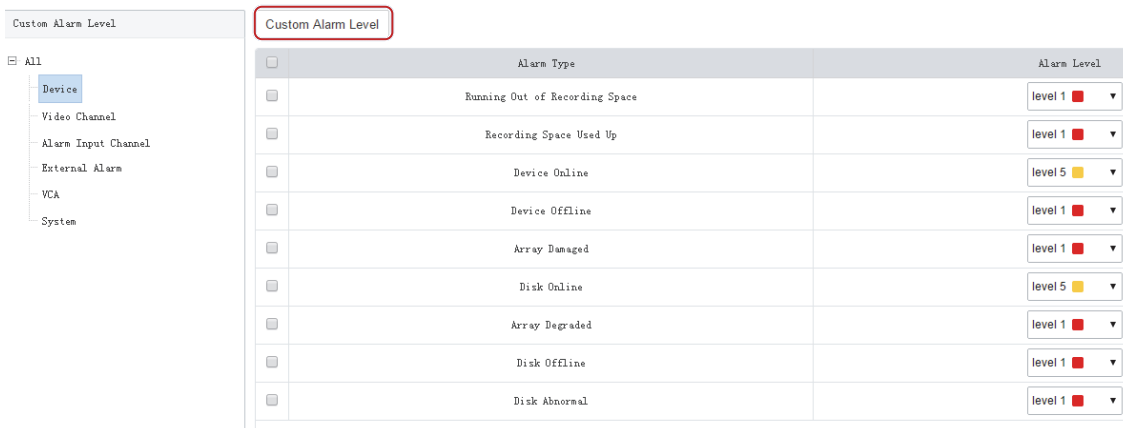 Custom Alarm Level
All
Device
Video Channel
Alarm Input Channel
External Alarm
VCA
System
Custom Alarm Level
Alarm Type Alarm Level
Running Out of Recording Space level 1
Recording Space Used Up level 1
Device Online level 5
Device Offline level 1
Array Damaged level 1
Disk Online level 5
Array Degraded level 1
Disk Offline level 1
Disk Abnormal level 1